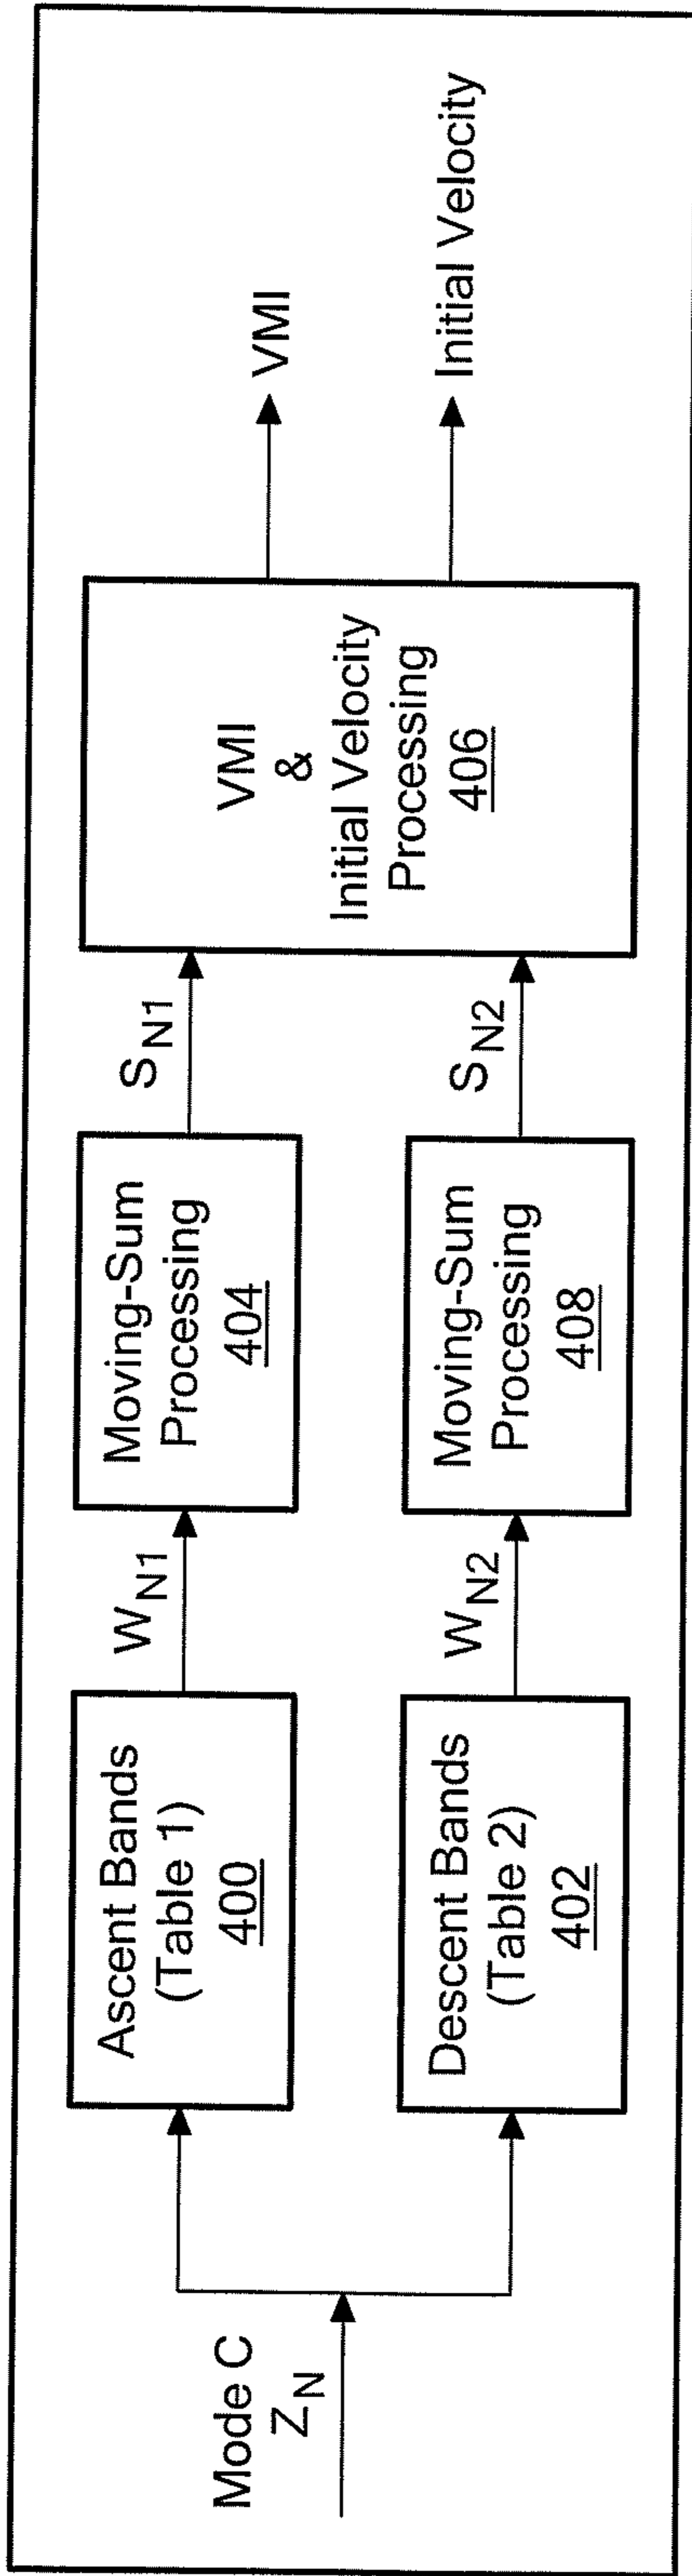 Mode C
Z_N
Ascent Bands
(Table 1)
400
W_N1
Moving-Sum
Processing
404
S_N1
Descent Bands
(Table 2)
402
W_N2
Moving-Sum
Processing
408
S_N2
VMI
&
Initial Velocity
Processing
406
VMI
Initial Velocity